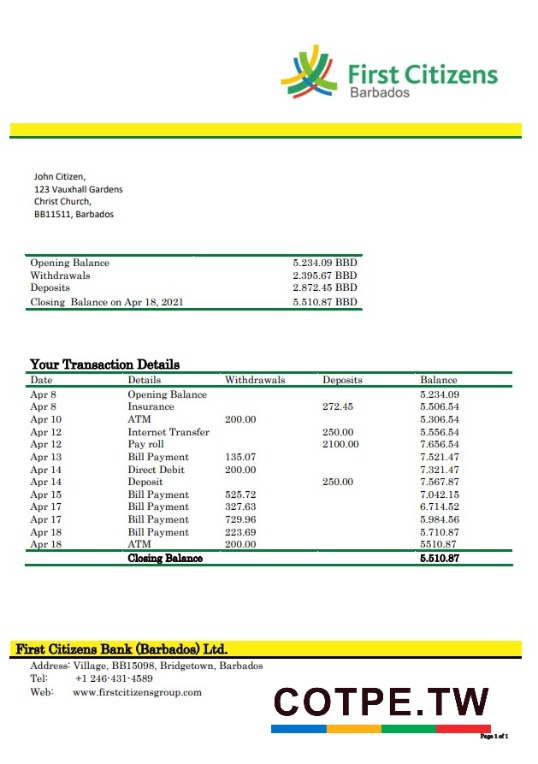 First Citizens
Barbados
John Citizen,
123 Vauxhall Gardens
Christ Church,
BB11511, Barbados
Opening Balance 5.234.09 BBD
Withdrawals 2.395.67 BBD
Deposits 2.872.45 BBD
Closing Balance on Apr 18, 2021 5.510.87 BBD
Your Transaction Details
Date Details Withdrawals Deposits Balance
Apr 8 Opening Balance 5.234.09
Apr 8 Insurance 272.45 5.506.54
Apr 10 ATM 200.00 5.306.54
Apr 12 Internet Transfer 250.00 5.556.54
Apr 12 Pay roll 2100.00 7.656.54
Apr 13 Bill Payment 135.07 7.521.47
Apr 14 Direct Debit 200.00 7.321.47
Apr 14 Deposit 250.00 7.567.87
Apr 15 Bill Payment 525.72 7.042.15
Apr 17 Bill Payment 327.63 6.714.52
Apr 17 Bill Payment 729.96 5.984.56
Apr 18 Bill Payment 223.69 5.710.87
Apr 18 ATM 200.00 5510.87
Closing Balance 5.510.87
First Citizens Bank (Barbados) Ltd.
Address: Village, BB15098, Bridgetown, Barbados
Tel: +1 246-431-4589
Web: www.firstcitizensgroup.com
COTPE.TW
Page 1 of 1